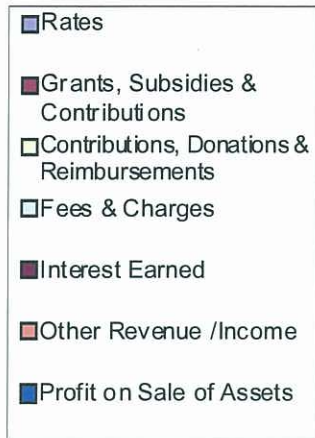 Rates
Grants, Subsidies &
Contributions
Contributions, Donations &
Reimbursements
Fees & Charges
Interest Earned
Other Revenue /Income
Profit on Sale of Assets